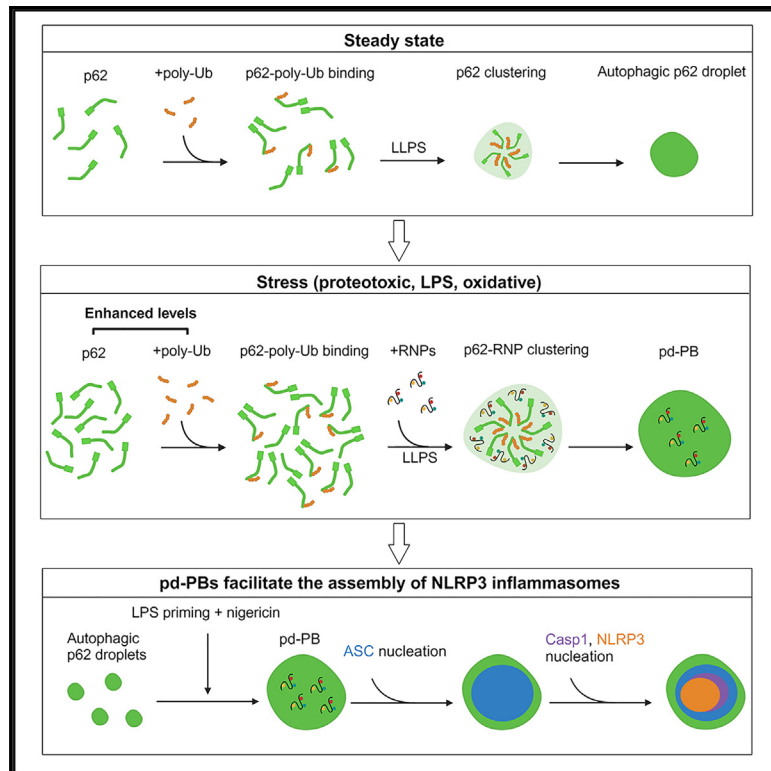 Steady state
p62
+poly-Ub
p62-poly-Ub binding
p62 clustering
Autophagic p62 droplet
LLPS
Stress (proteotoxic, LPS, oxidative)
Enhanced levels
p62
+poly-Ub
p62-poly-Ub binding
+RNPs
p62-RNP clustering
pd-PB
LLPS
pd-PBs facilitate the assembly of NLRP3 inflammasomes
LPS priming + nigericin
Autophagic
p62 droplets
pd-PB
ASC nucleation
Casp1, NLRP3
nucleation